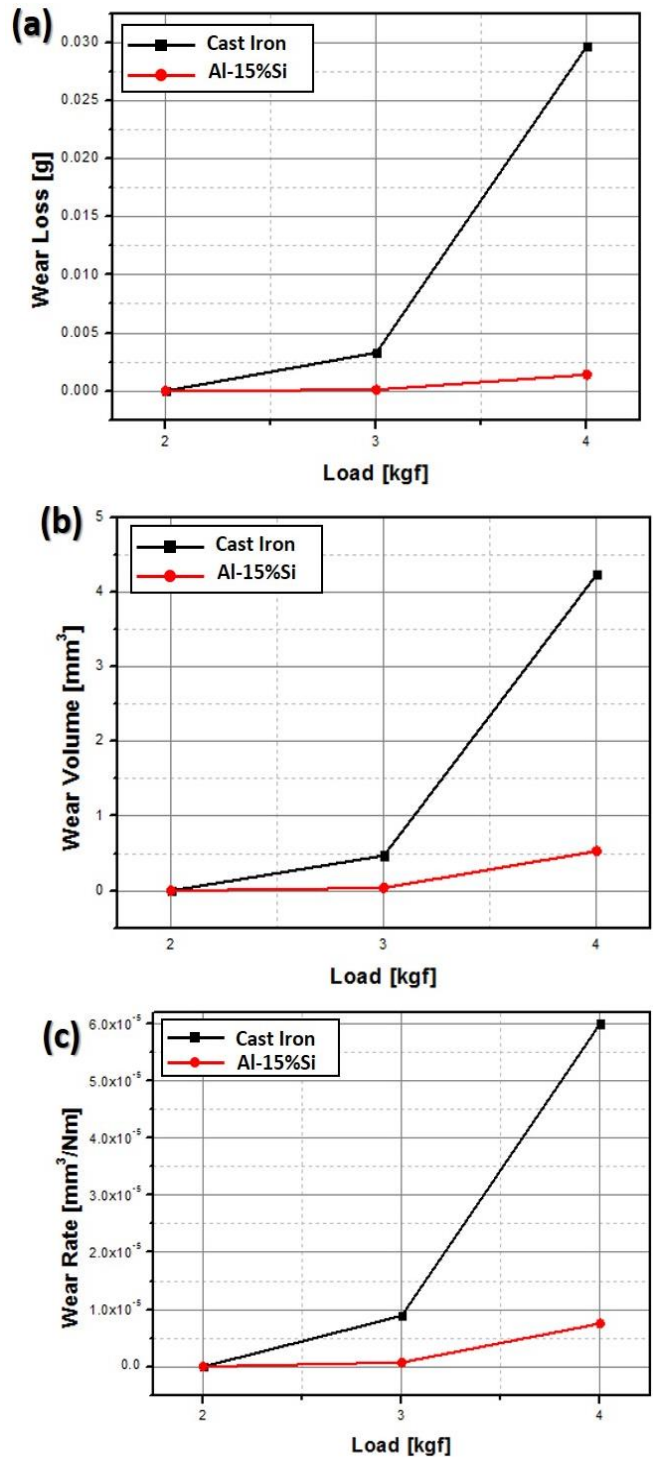 (a)
Cast Iron
Al-15%Si
0.030
0.025
0.020
0.015
0.010
0.005
0.000
Wear Loss [g]
2 3 4
Load [kgf]
(b)
Cast Iron
Al-15%Si
5
4
3
2
1
0
Wear Volume [mm³]
2 3 4
Load [kgf]
(c)
Cast Iron
Al-15%Si
6.0x10⁻⁵
5.0x10⁻⁵
4.0x10⁻⁵
3.0x10⁻⁵
2.0x10⁻⁵
1.0x10⁻⁵
0.0
Wear Rate [mm³/Nm]
2 3 4
Load [kgf]